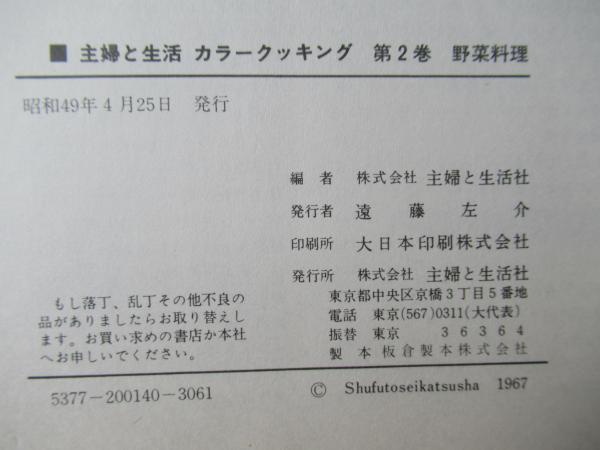 ■ 主婦と生活 カラークッキング 第2巻 野菜料理
昭和49年4月25日 発行
編者 株式会社 主婦と生活社
発行者 遠藤左介
印刷所 大日本印刷株式会社
発行所 株式会社 主婦と生活社
東京都中央区京橋3丁目5番地
電話 東京(567)0311(大代表)
振替 東京 36364
製本 板倉製本株式会社
もし落丁、乱丁その他不良の
品がありましたらお取り替えし
ます。お買い求めの書店か本社
へお申しいでください。
5377-200140-3061
© Shufutoseikatsusha 1967